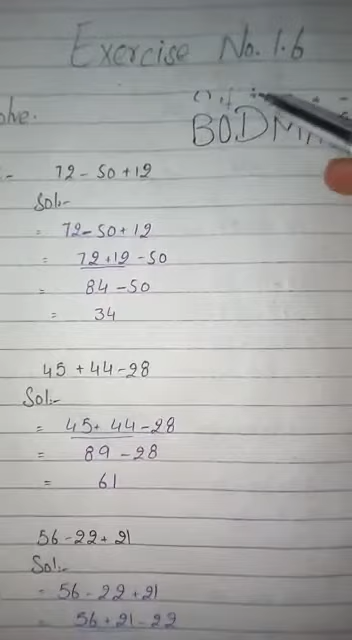 Exercise No. 1.6
olve.
() of ÷
BODM
:- 72 - 50 + 12
Sol:-
= 72 - 50 + 12
= 72 + 12 - 50
= 84 - 50
= 34
45 + 44 - 28
Sol:-
= 45 + 44 - 28
= 89 - 28
= 61
56 - 22 + 21
Sol:-
= 56 - 22 + 21
= 56 + 21 - 22